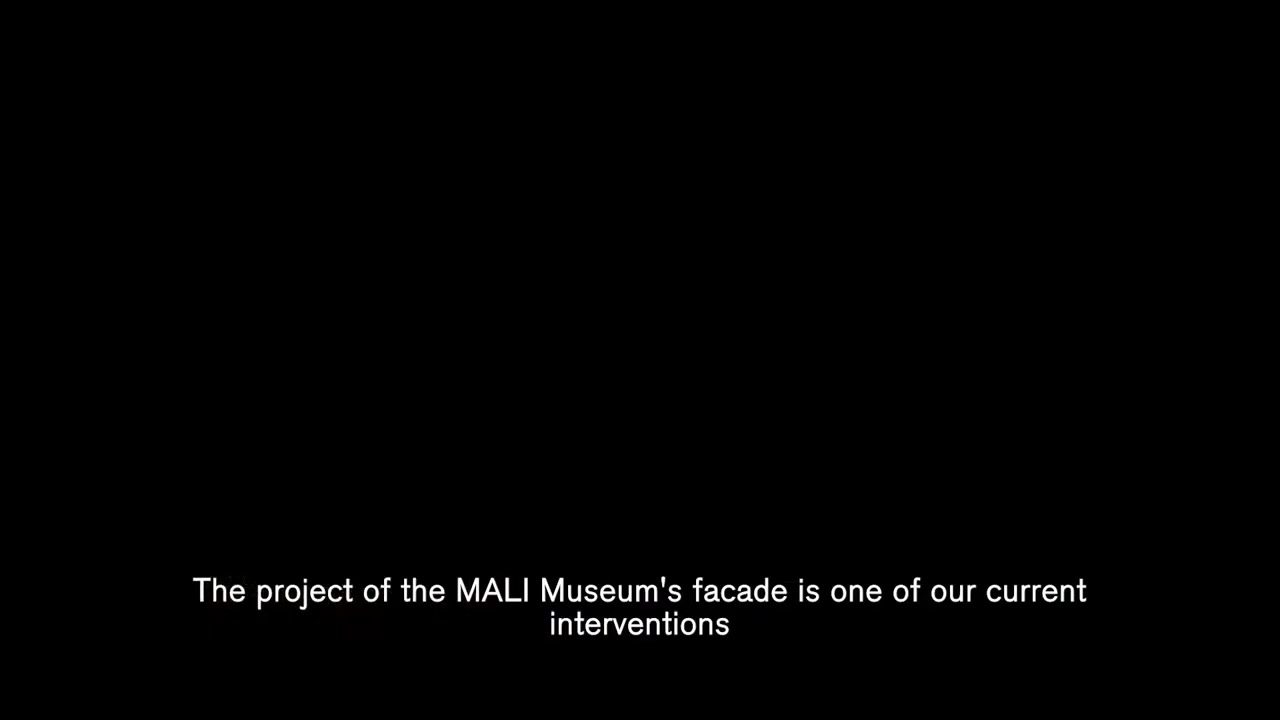 The project of the MALI Museum's facade is one of our current
interventions